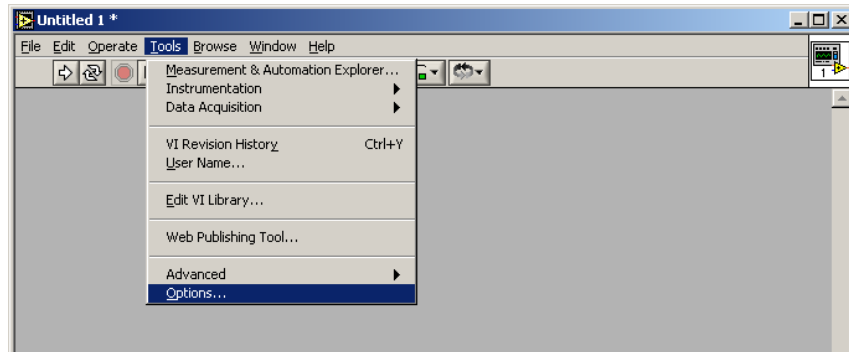 Untitled 1 *
File Edit Operate Tools Browse Window Help
Measurement & Automation Explorer...
Instrumentation
Data Acquisition
VI Revision History Ctrl+Y
User Name...
Edit VI Library...
Web Publishing Tool...
Advanced
Options...
1